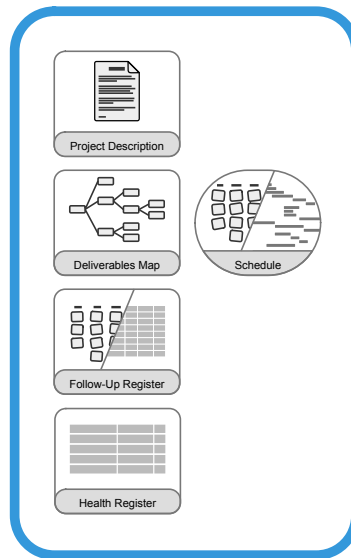 Project Description
Deliverables Map
Schedule
Follow-Up Register
Health Register